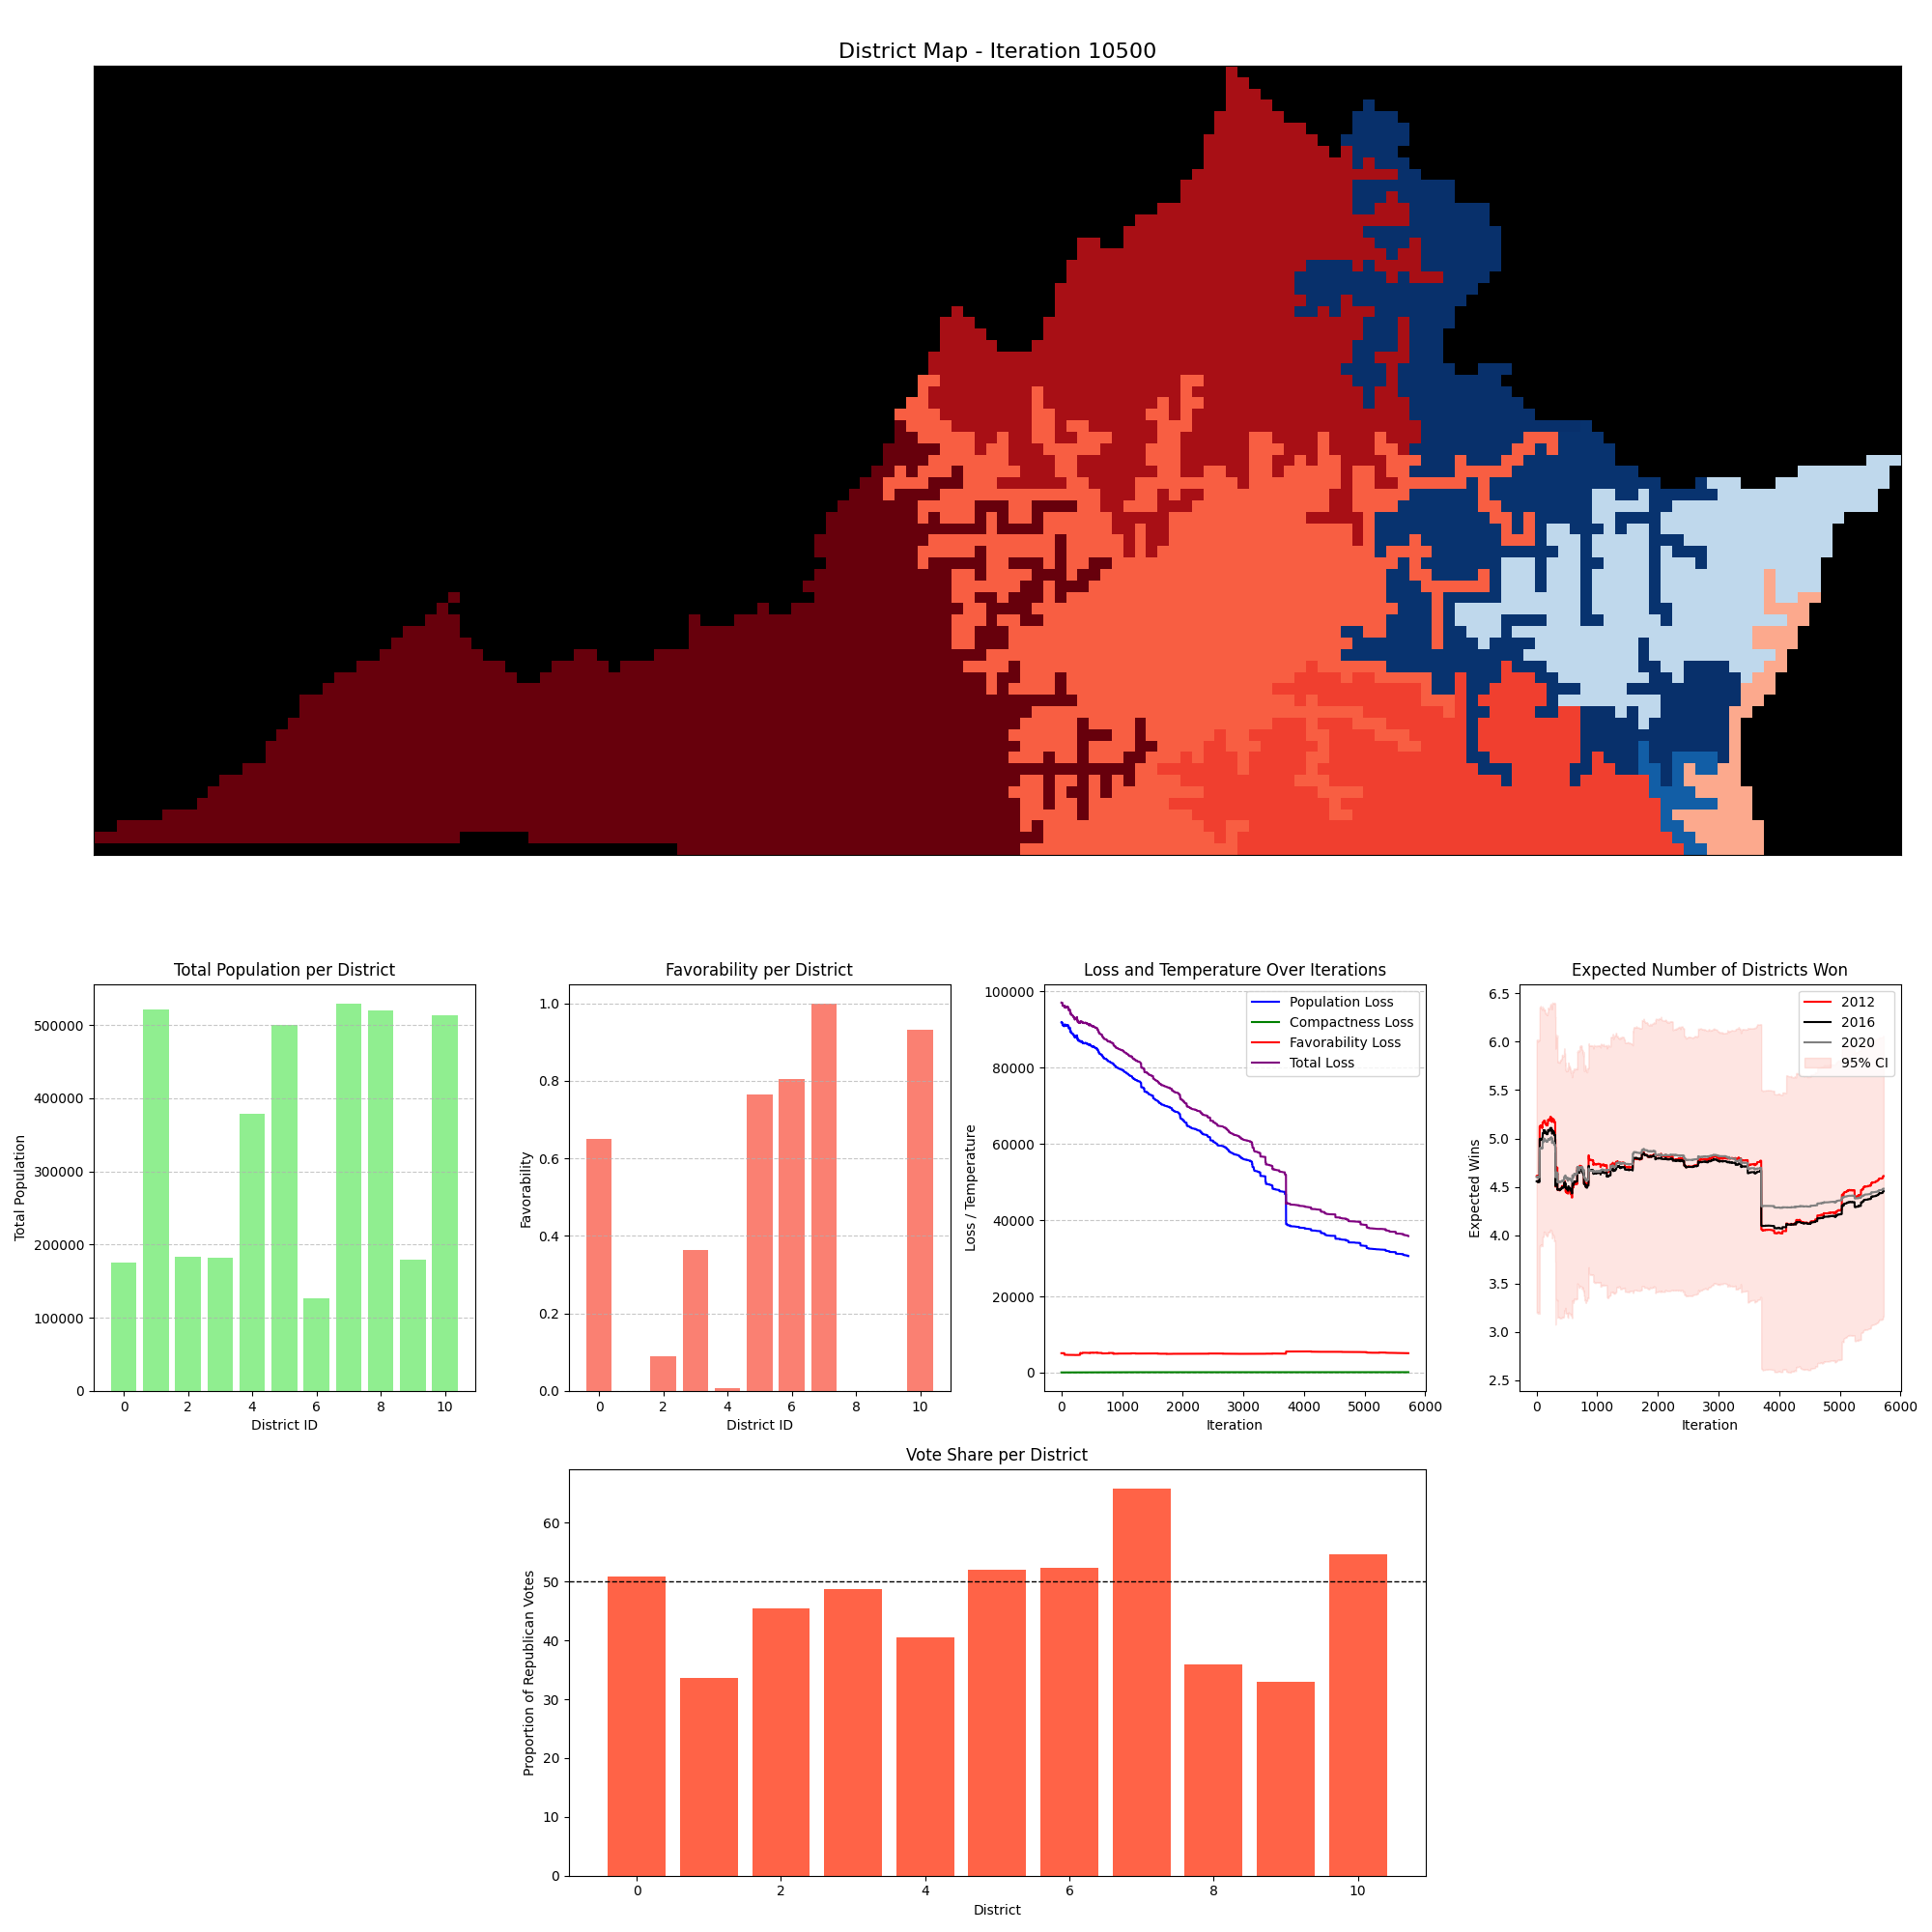 District Map - Iteration 10500
Total Population per District
Total Population
500000
400000
300000
200000
100000
0
0 2 4 6 8 10
District ID
Favorability per District
Favorability
1.0
0.8
0.6
0.4
0.2
0.0
0 2 4 6 8 10
District ID
Loss and Temperature Over Iterations
Loss / Temperature
100000
80000
60000
40000
20000
0
Population Loss
Compactness Loss
Favorability Loss
Total Loss
0 1000 2000 3000 4000 5000 6000
Iteration
Expected Number of Districts Won
Expected Wins
6.5
6.0
5.5
5.0
4.5
4.0
3.5
3.0
2.5
2012
2016
2020
95% CI
0 1000 2000 3000 4000 5000 6000
Iteration
Vote Share per District
Proportion of Republican Votes
60
50
40
30
20
10
0
0 2 4 6 8 10
District